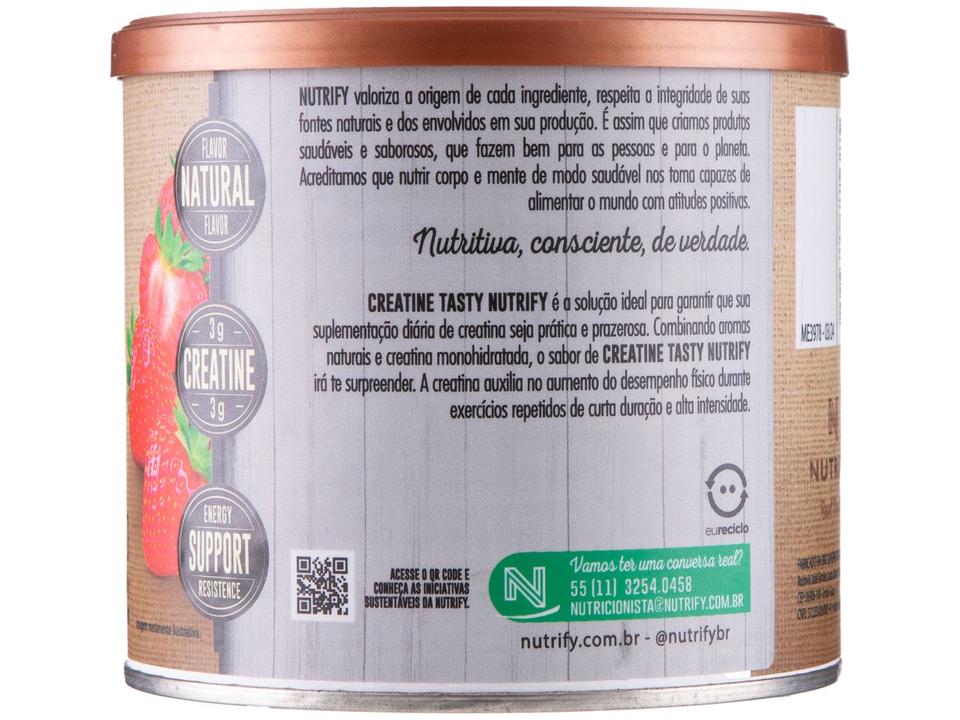 NUTRIFY valoriza a origem de cada ingrediente, respeita a integridade de suas
fontes naturais e dos envolvidos em sua produção. É assim que criamos produtos
saudáveis e saborosos, que fazem bem para as pessoas e para o planeta.
Acreditamos que nutrir corpo e mente de modo saudável nos torna capazes de
alimentar o mundo com atitudes positivas.
Nutritiva, consciente, de verdade.
CREATINE TASTY NUTRIFY é a solução ideal para garantir que sua
suplementação diária de creatina seja prática e prazerosa. Combinando aromas
naturais e creatina monohidratada, o sabor de CREATINE TASTY NUTRIFY
irá te surpreender. A creatina auxilia no aumento do desempenho físico durante
exercícios repetidos de curta duração e alta intensidade.
FLAVOR
NATURAL
FLAVOR
3g
CREATINE
3g
ENERGY
SUPPORT
RESISTENCE
imagem meramente ilustrativa.
ACESSE O QR CODE E
CONHEÇA AS INICIATIVAS
SUSTENTÁVEIS DA NUTRIFY.
eureciclo
N
Vamos ter uma conversa real?
55 (11) 3254.0458
NUTRICIONISTA@NUTRIFY.COM.BR
nutrify.com.br - @nutrifybr